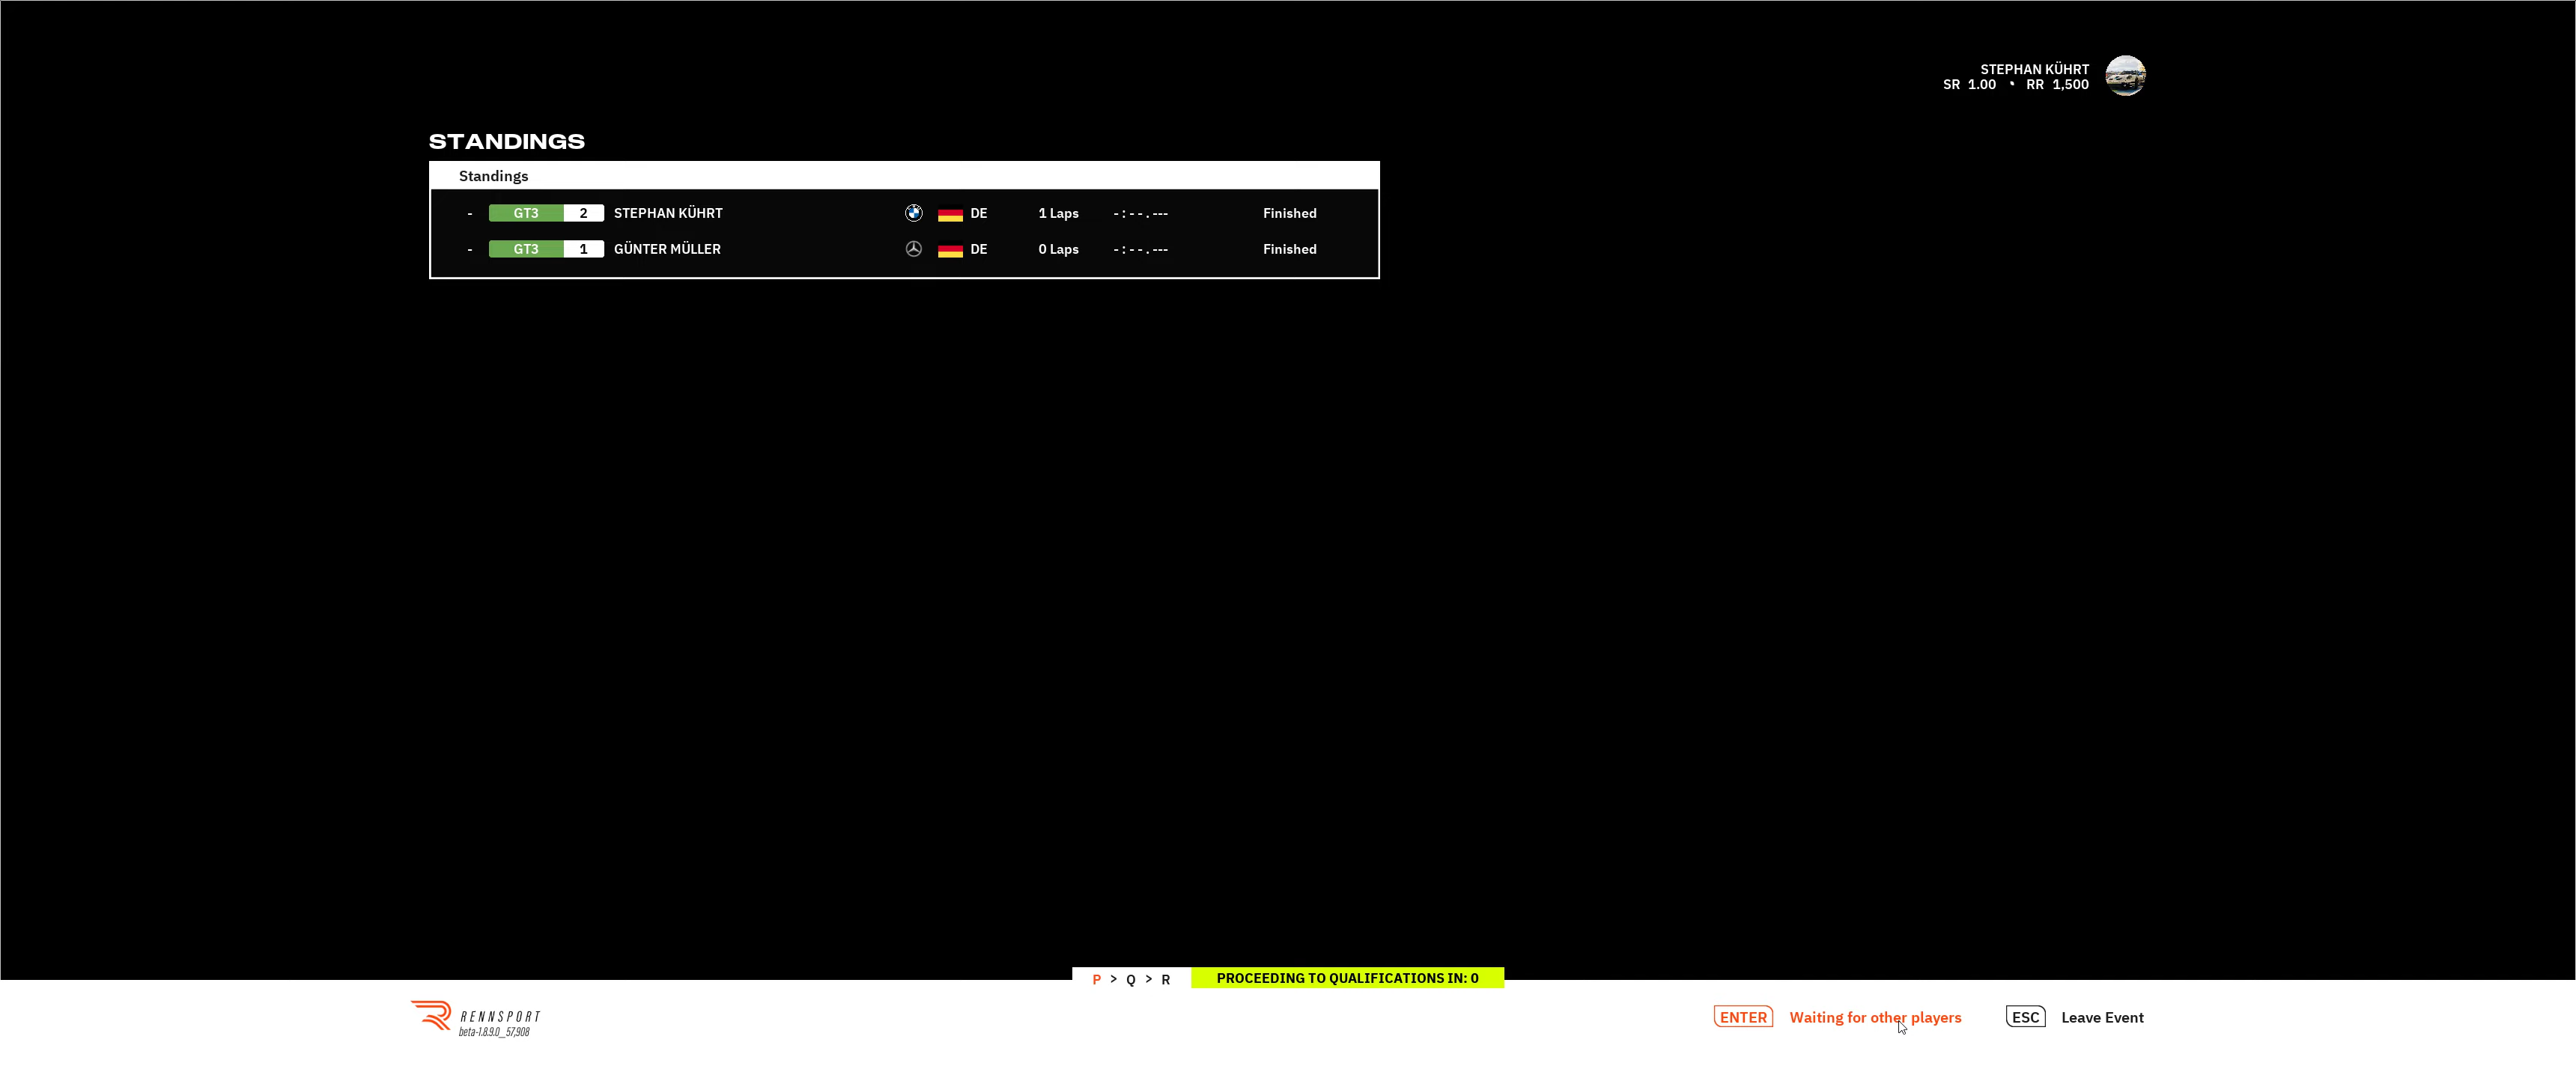 STEPHAN KÜHRT
SR 1.00 • RR 1,500
STANDINGS
Standings
- GT3 2 STEPHAN KÜHRT DE 1 Laps -:--.--- Finished
- GT3 1 GÜNTER MÜLLER DE 0 Laps -:--.--- Finished
P > Q > R PROCEEDING TO QUALIFICATIONS IN: 0
RENNSPORT
beta-1.8.9.0_57,908
ENTER Waiting for other players ESC Leave Event